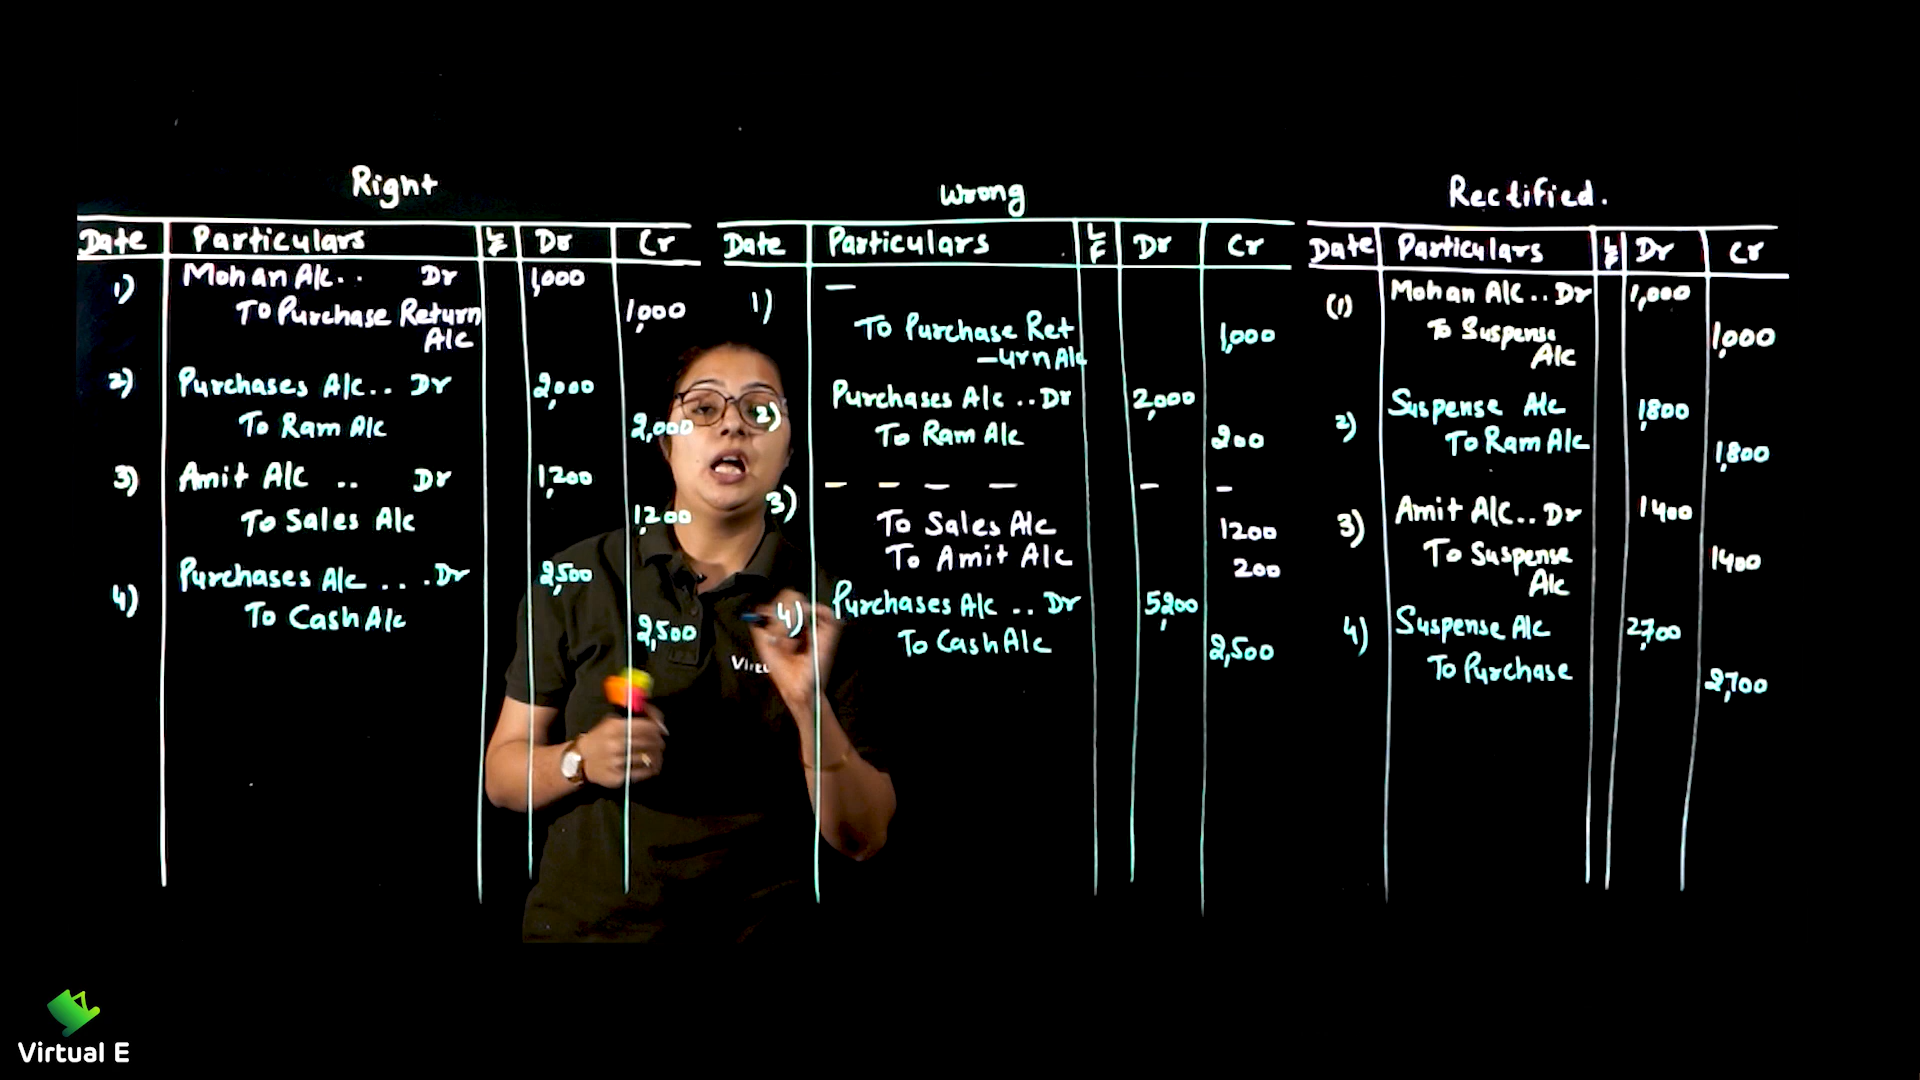 Right
Date Particulars LF Dr Cr
1) Mohan A/c.. Dr 1,000
To Purchase Return 1,000
A/c
2) Purchases A/c.. Dr 2,000
To Ram A/c 2,000
3) Amit A/c .. Dr 1,200
To Sales A/c 1,200
4) Purchases A/c ... Dr 2,500
To Cash A/c 2,500
Wrong
Date Particulars LF Dr Cr
1) —
To Purchase Ret 1,000
-urn A/c
2) Purchases A/c .. Dr 2,000
To Ram A/c 200
3) — — — — — —
To Sales A/c 1200
To Amit A/c 200
4) Purchases A/c .. Dr 5,200
To Cash A/c 2,500
Rectified.
Date Particulars LF Dr Cr
(1) Mohan A/c .. Dr 1,000
To Suspense 1,000
A/c
2) Suspense A/c 1,800
To Ram A/c 1,800
3) Amit A/c.. Dr 1400
To Suspense 1400
A/c
4) Suspense A/c 2,700
To Purchase 2,700
Virtual E